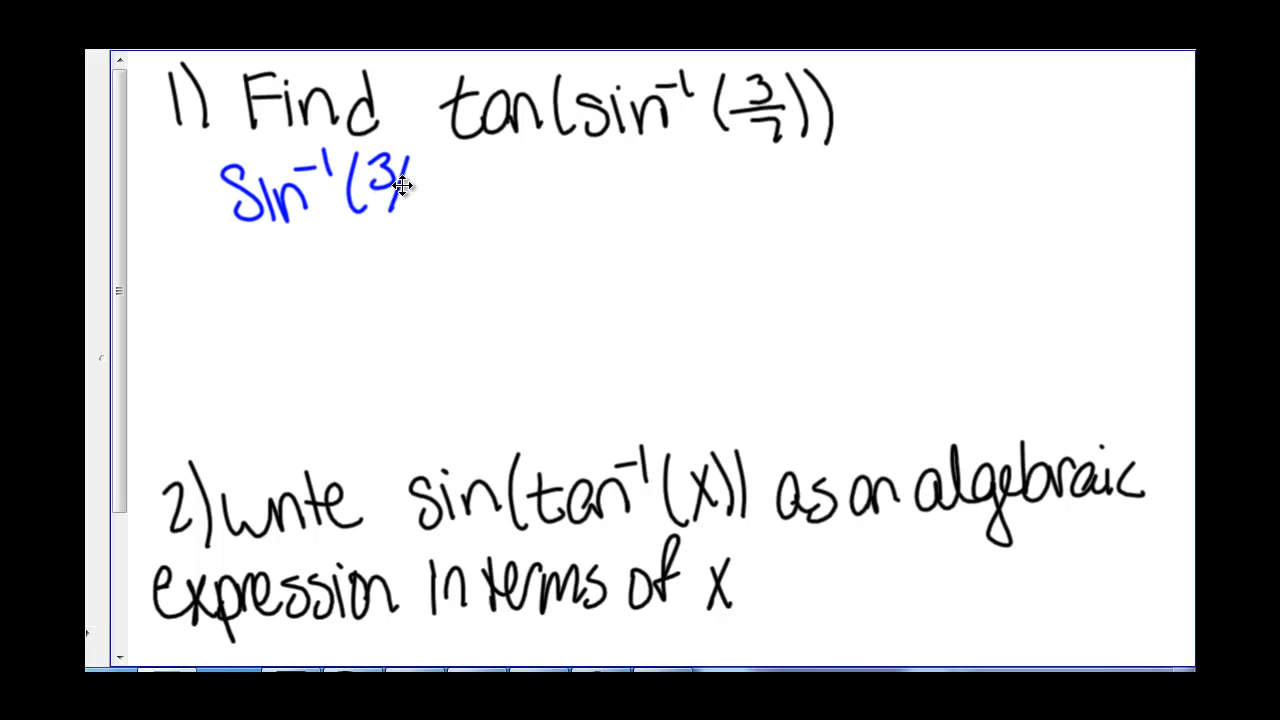 1) Find tan(sin⁻¹(3/7))
Sin⁻¹(3/
2) write sin(tan⁻¹(x)) as an algebraic
expression in terms of x